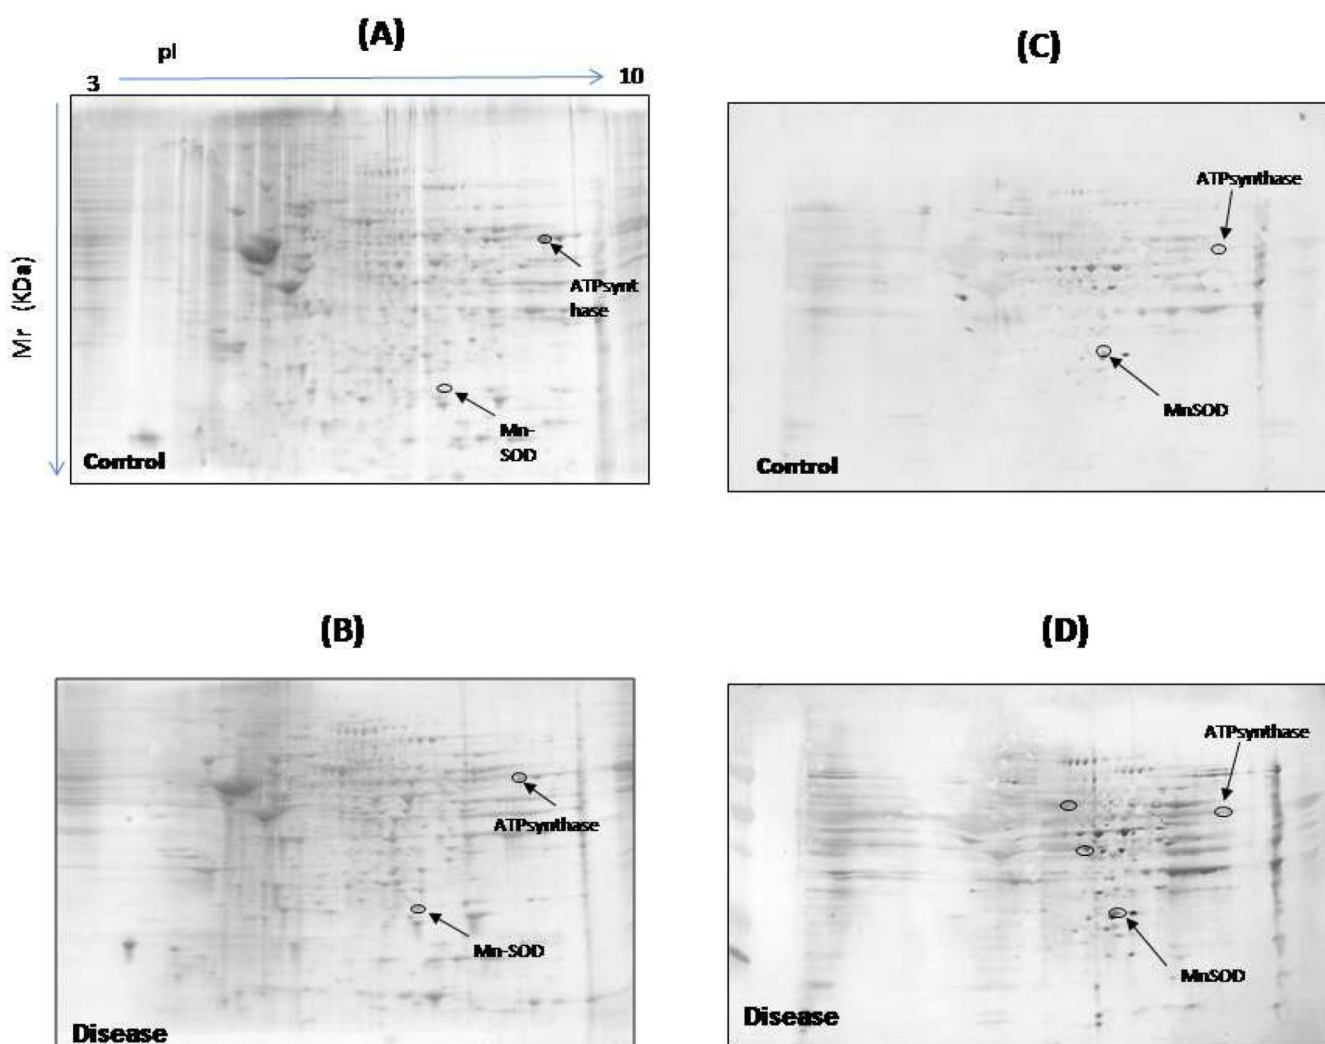 (A)
pI
3
10
Mr (KDa)
ATPsynt
hase
Mn-
SOD
Control
(C)
ATPsynthase
MnSOD
Control
(B)
ATPsynthase
Mn-SOD
Disease
(D)
ATPsynthase
MnSOD
Disease